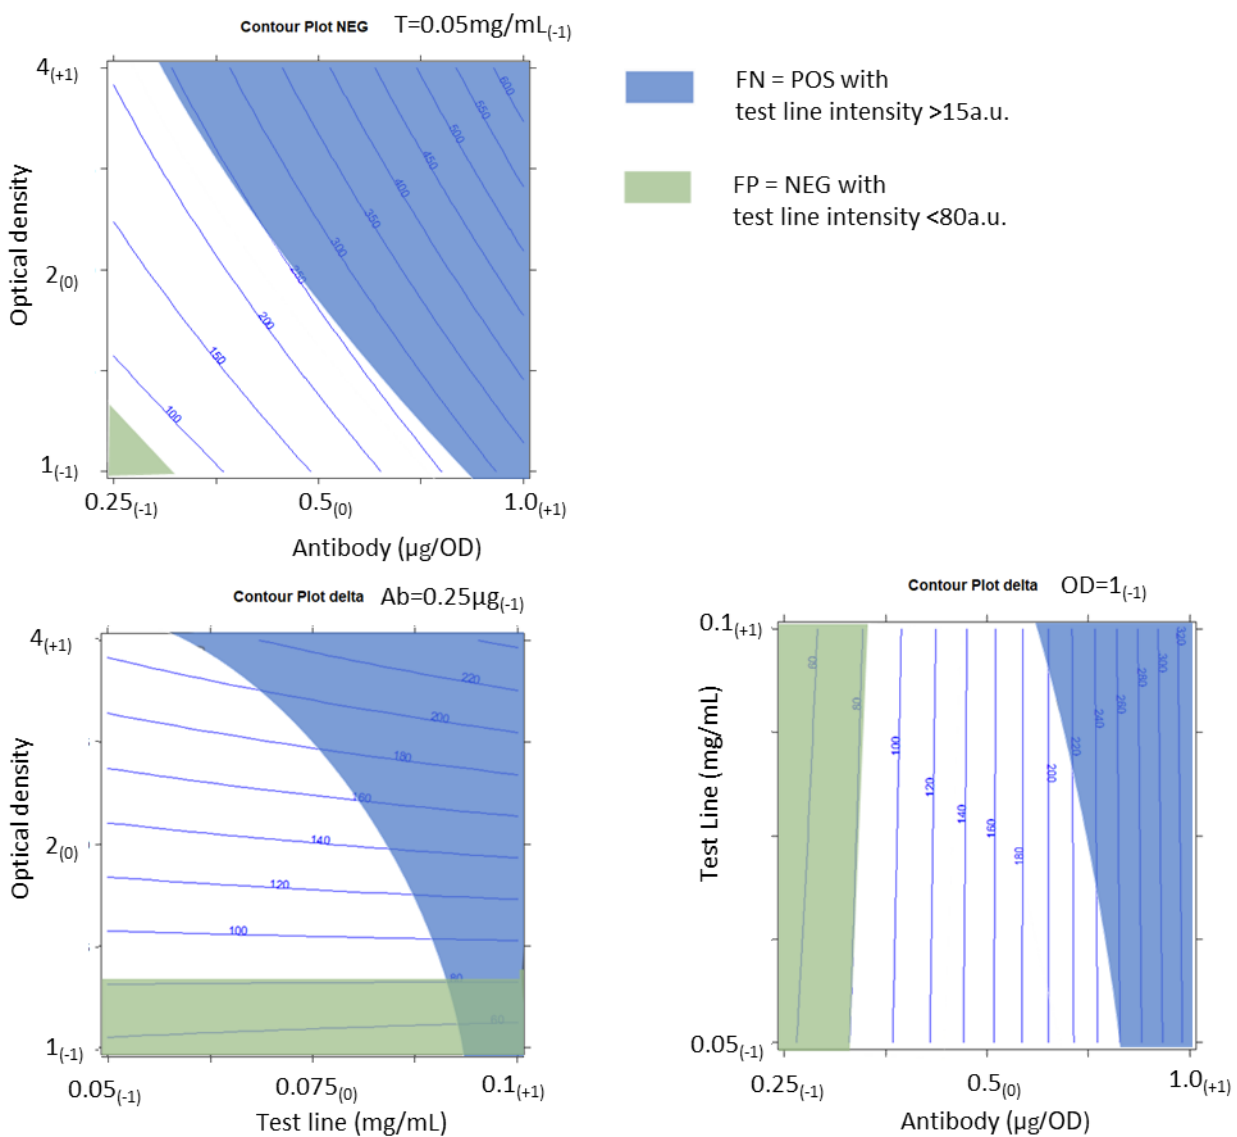 Contour Plot NEG T=0.05mg/mL(-1)
4(+1)
2(0)
1(-1)
Optical density
600
550
500
450
400
350
300
250
200
150
100
0.25(-1) 0.5(0) 1.0(+1)
Antibody (µg/OD)
FN = POS with
test line intensity >15a.u.
FP = NEG with
test line intensity <80a.u.
Contour Plot delta Ab=0.25µg(-1)
4(+1)
2(0)
1(-1)
Optical density
220
200
180
160
140
120
100
80
60
0.05(-1) 0.075(0) 0.1(+1)
Test line (mg/mL)
Contour Plot delta OD=1(-1)
0.1(+1)
0.05(-1)
Test Line (mg/mL)
60
80
100
120
140
160
180
200
220
240
260
280
300
320
0.25(-1) 0.5(0) 1.0(+1)
Antibody (µg/OD)